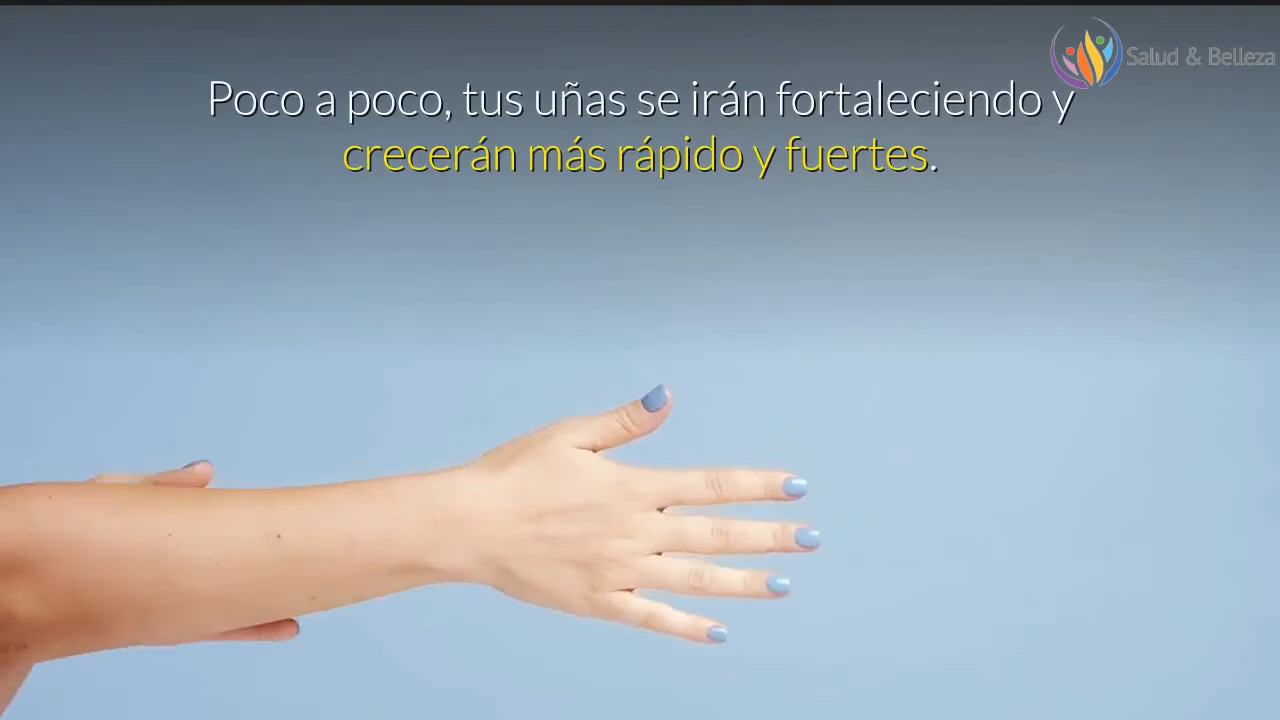 Salud & Belleza
Poco a poco, tus uñas se irán fortaleciendo y
crecerán más rápido y fuertes.